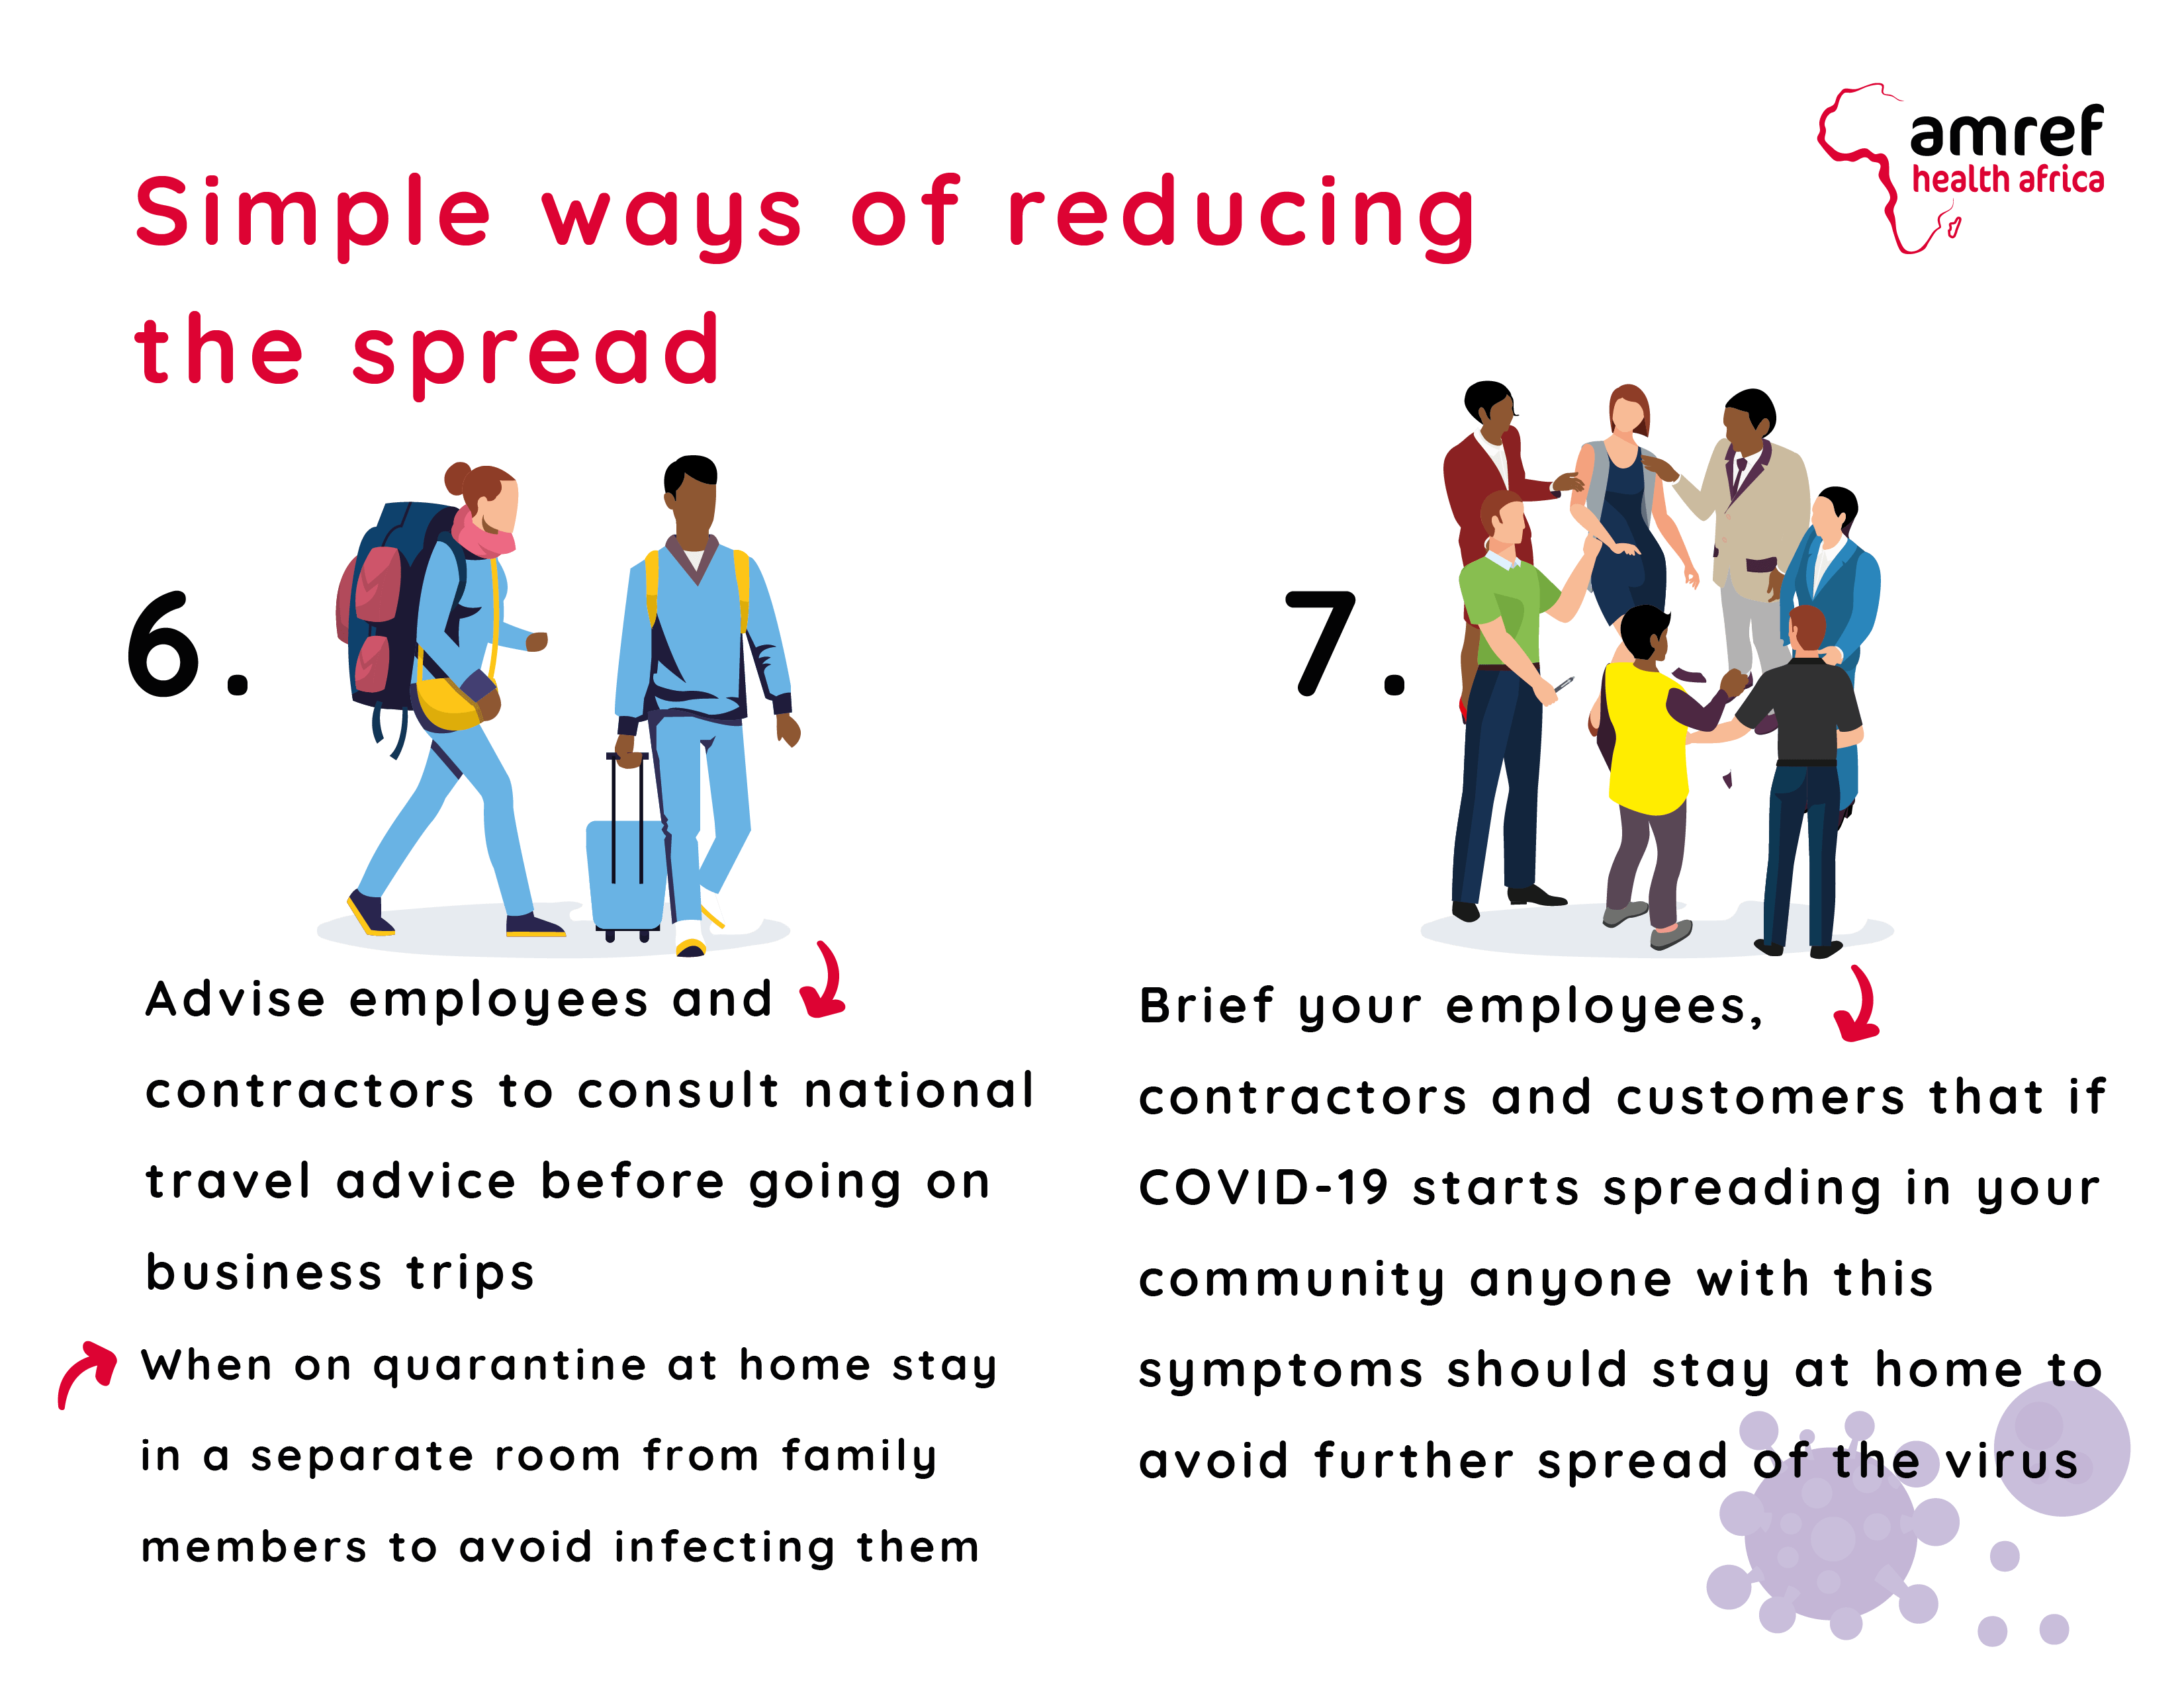 amref
health africa
Simple ways of reducing
the spread
6.
Advise employees and
contractors to consult national
travel advice before going on
business trips
When on quarantine at home stay
in a separate room from family
members to avoid infecting them
7.
Brief your employees,
contractors and customers that if
COVID-19 starts spreading in your
community anyone with this
symptoms should stay at home to
avoid further spread of the virus